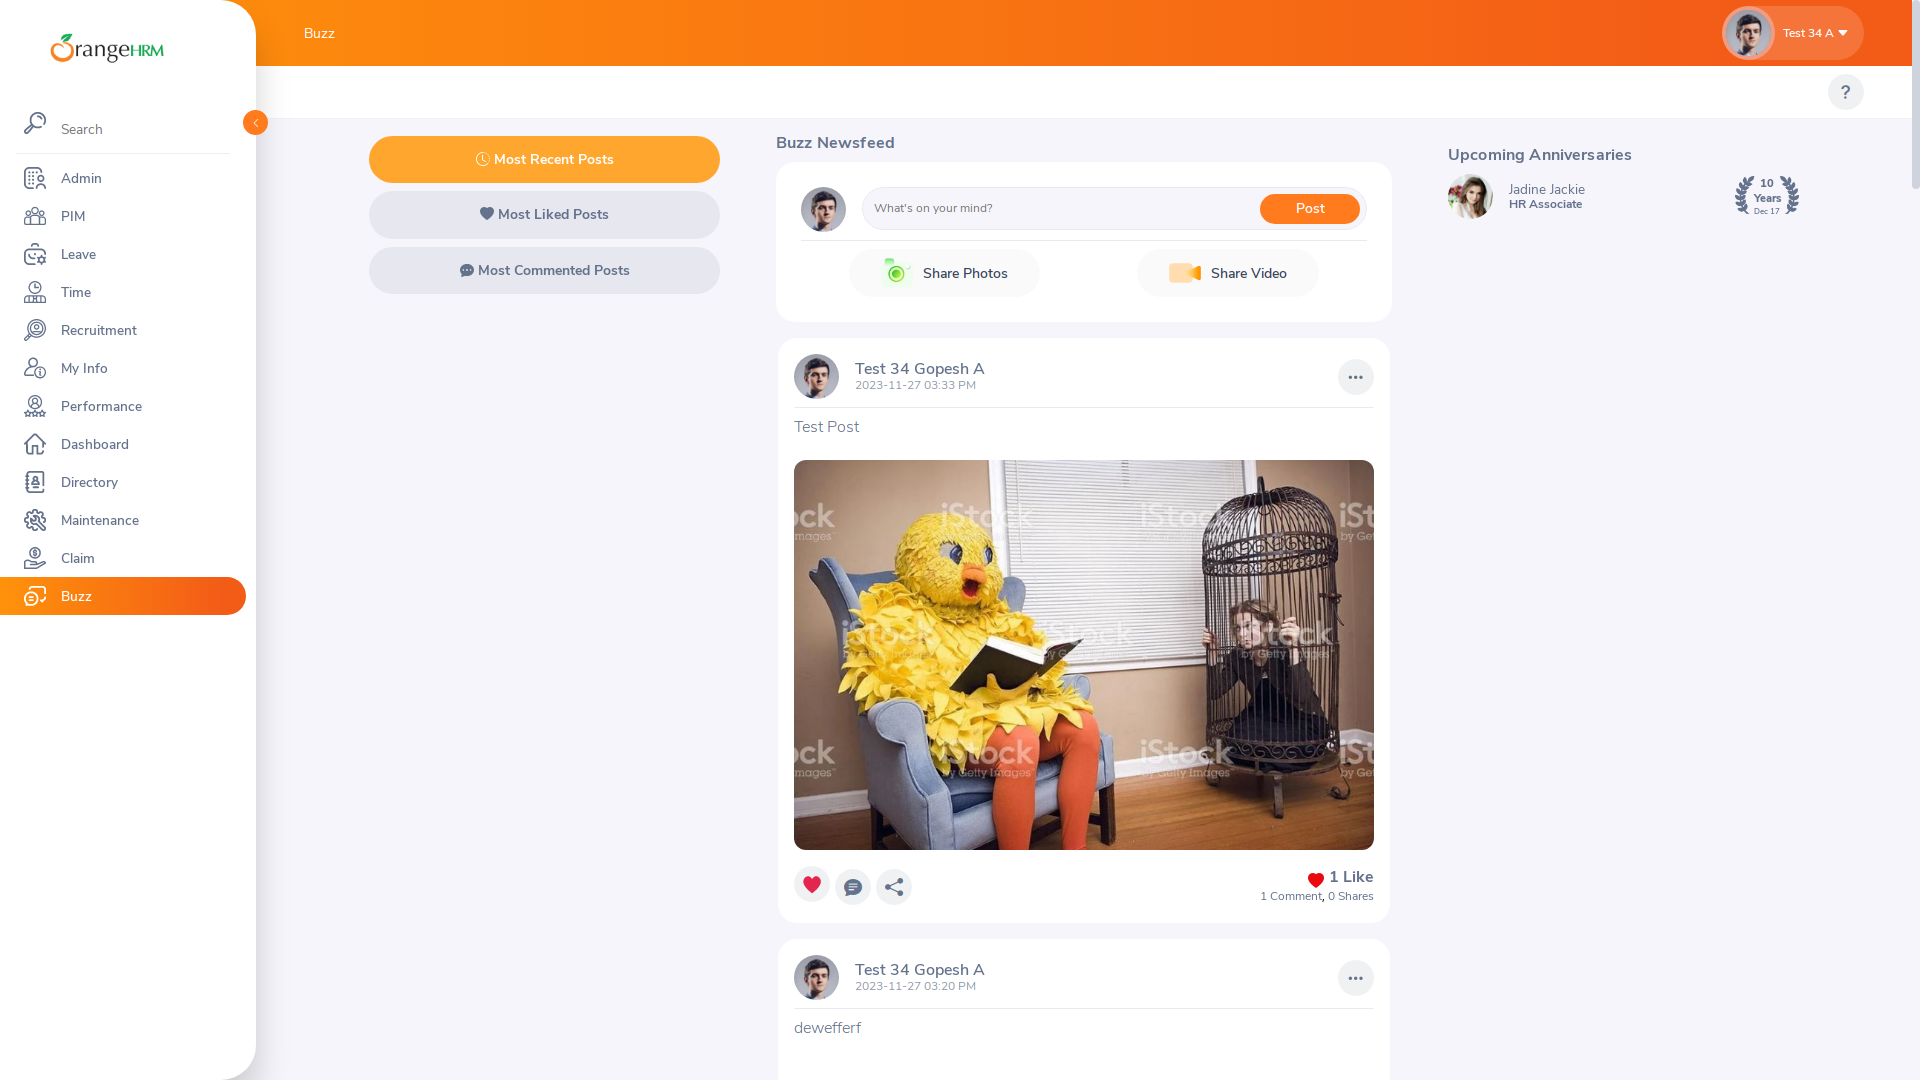 OrangeHRM
Buzz
Test 34 A
?
Search
Admin
PIM
Leave
Time
Recruitment
My Info
Performance
Dashboard
Directory
Maintenance
Claim
Buzz
Most Recent Posts
Most Liked Posts
Most Commented Posts
Buzz Newsfeed
What's on your mind?
Post
Share Photos
Share Video
Test 34 Gopesh A
2023-11-27 03:33 PM
Test Post
iStock
by Getty Images
1 Like
1 Comment, 0 Shares
Test 34 Gopesh A
2023-11-27 03:20 PM
dewefferf
Upcoming Anniversaries
Jadine Jackie
HR Associate
10
Years
Dec 17